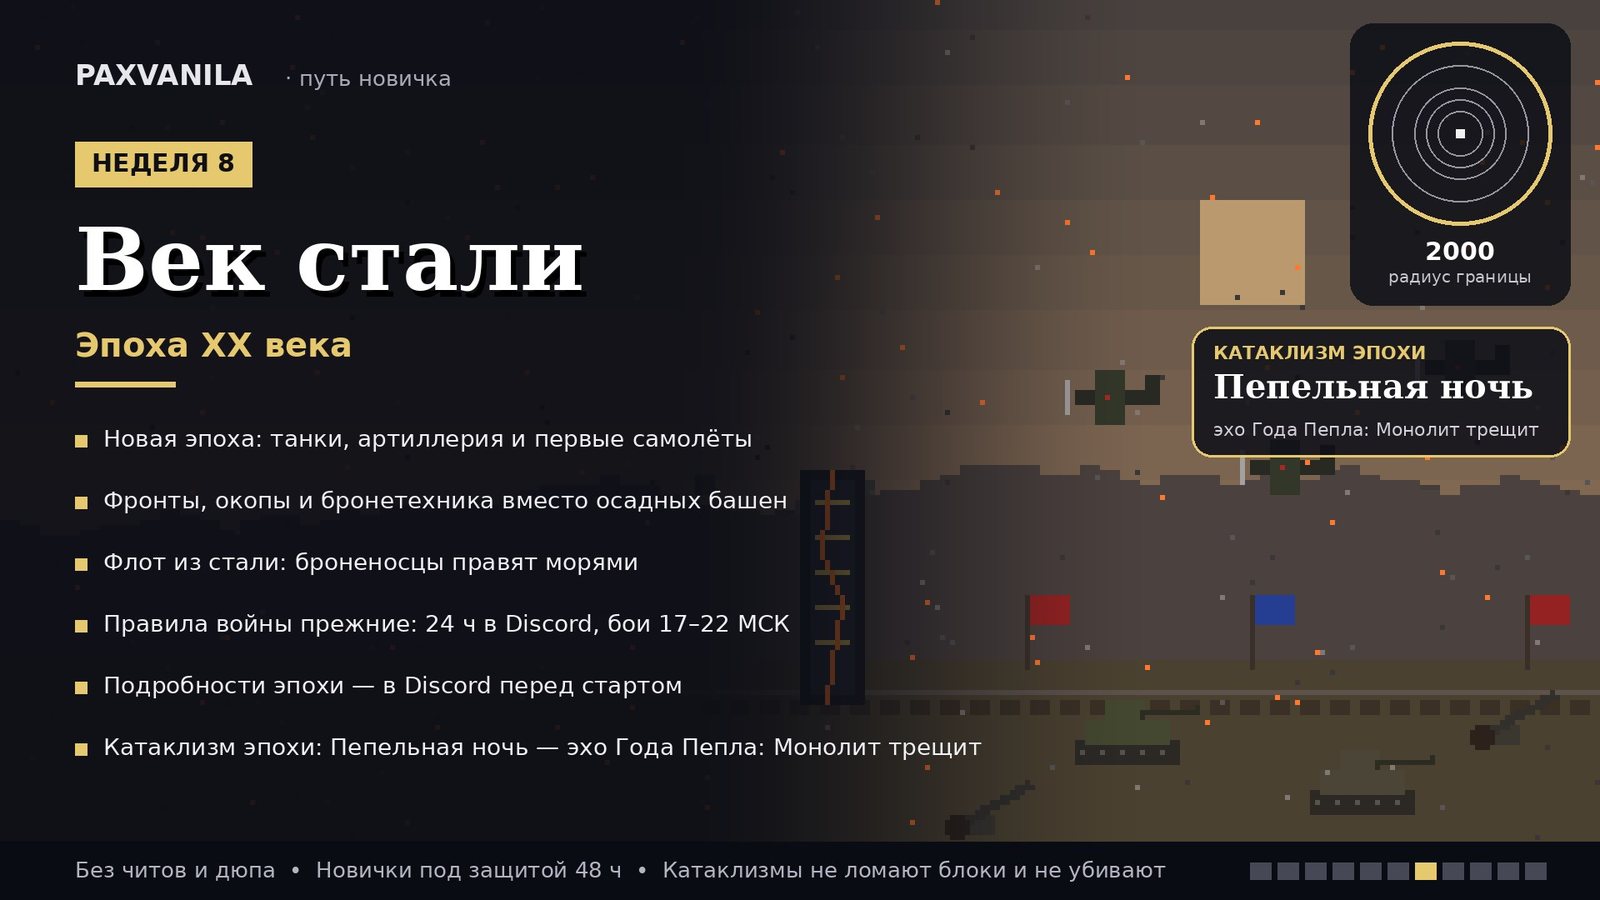 PAXVANILA · путь новичка
НЕДЕЛЯ 8
Век стали
Эпоха XX века
Новая эпоха: танки, артиллерия и первые самолёты
Фронты, окопы и бронетехника вместо осадных башен
Флот из стали: броненосцы правят морями
Правила войны прежние: 24 ч в Discord, бои 17–22 МСК
Подробности эпохи — в Discord перед стартом
Катаклизм эпохи: Пепельная ночь — эхо Года Пепла: Монолит трещит
2000
радиус границы
КАТАКЛИЗМ ЭПОХИ
Пепельная ночь
эхо Года Пепла: Монолит трещит
Без читов и дюпа • Новички под защитой 48 ч • Катаклизмы не ломают блоки и не убивают